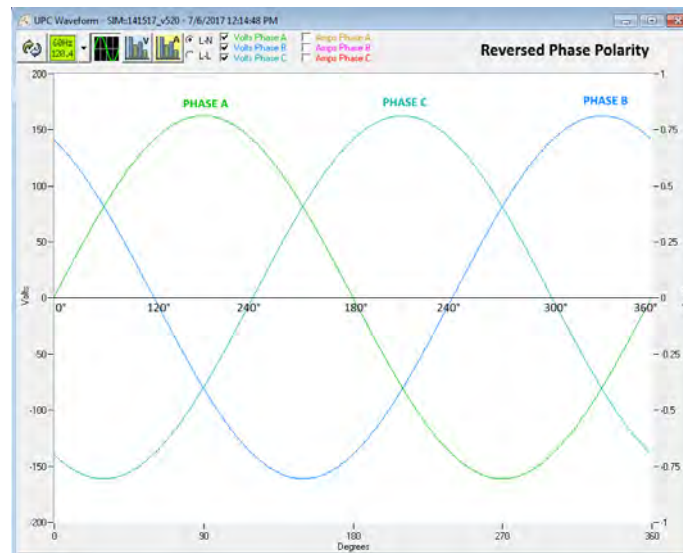 UPC Waveform - SIM:141517_v520 - 7/6/2017 12:14:48 PM
60Hz
120.4
V
A
L-N
L-L
Volts Phase A
Volts Phase B
Volts Phase C
Amps Phase A
Amps Phase B
Amps Phase C
Reversed Phase Polarity
200
150
100
50
0
-50
-100
-150
-200
Volts
PHASE A
PHASE C
PHASE B
1
0.75
0.5
0.25
0
-0.25
-0.5
-0.75
-1
0° 120° 240° 180° 240° 300° 360°
0 90 180 270 360
Degrees